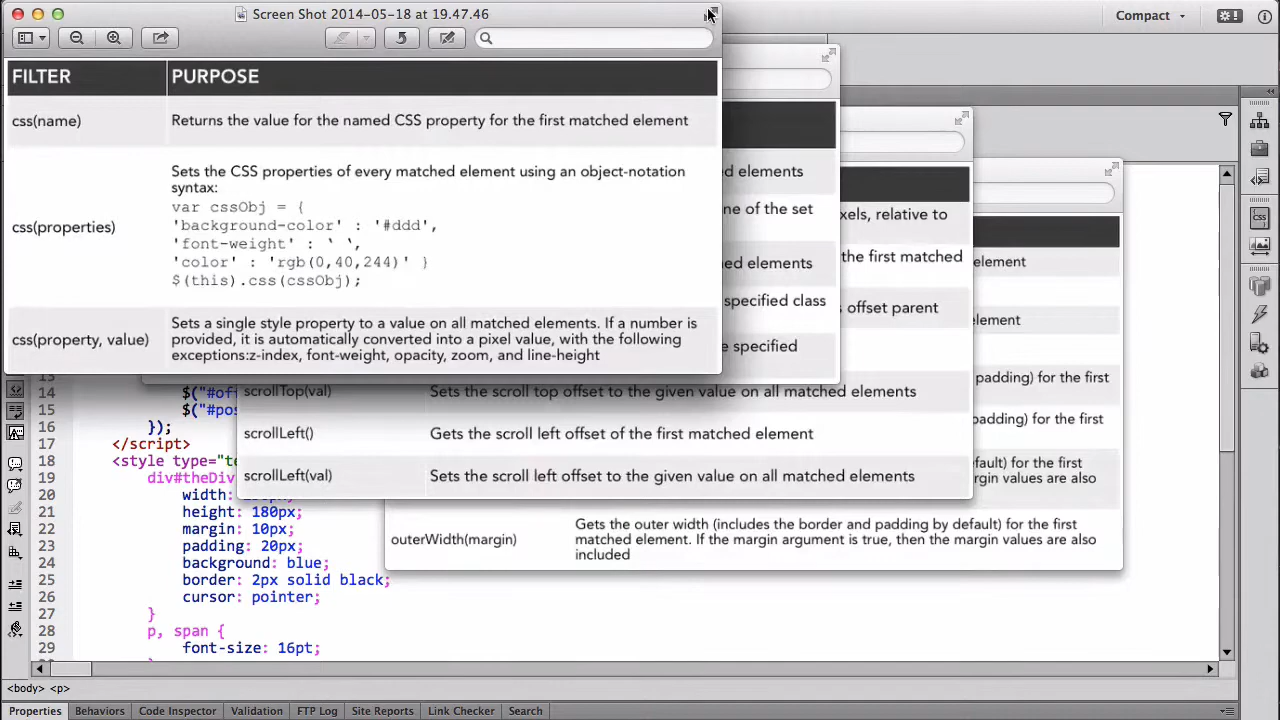 Screen Shot 2014-05-18 at 19.47.46
Compact
FILTER PURPOSE
css(name) Returns the value for the named CSS property for the first matched element
css(properties) Sets the CSS properties of every matched element using an object-notation
syntax:
var cssObj = {
'background-color' : '#ddd',
'font-weight' : ‘ ‘,
'color' : 'rgb(0,40,244)' }
$(this).css(cssObj);
css(property, value) Sets a single style property to a value on all matched elements. If a number is
provided, it is automatically converted into a pixel value, with the following
exceptions:z-index, font-weight, opacity, zoom, and line-height
ed elements
ne of the set
ed elements
specified class
e specified
xels, relative to
the first matched
s offset parent
scrollTop(val) Sets the scroll top offset to the given value on all matched elements
scrollLeft() Gets the scroll left offset of the first matched element
scrollLeft(val) Sets the scroll left offset to the given value on all matched elements
element
ement
padding) for the first
padding) for the first
fault) for the first
rgin values are also
outerWidth(margin) Gets the outer width (includes the border and padding by default) for the first
matched element. If the margin argument is true, then the margin values are also
included
13
14 $("#of
15 $("#pos
16 });
17 </script>
18 <style type="te
19 div#theDiv
20 width:
21 height: 180px;
22 margin: 10px;
23 padding: 20px;
24 background: blue;
25 border: 2px solid black;
26 cursor: pointer;
27 }
28 p, span {
29 font-size: 16pt;
<body> <p>
Properties Behaviors Code Inspector Validation FTP Log Site Reports Link Checker Search